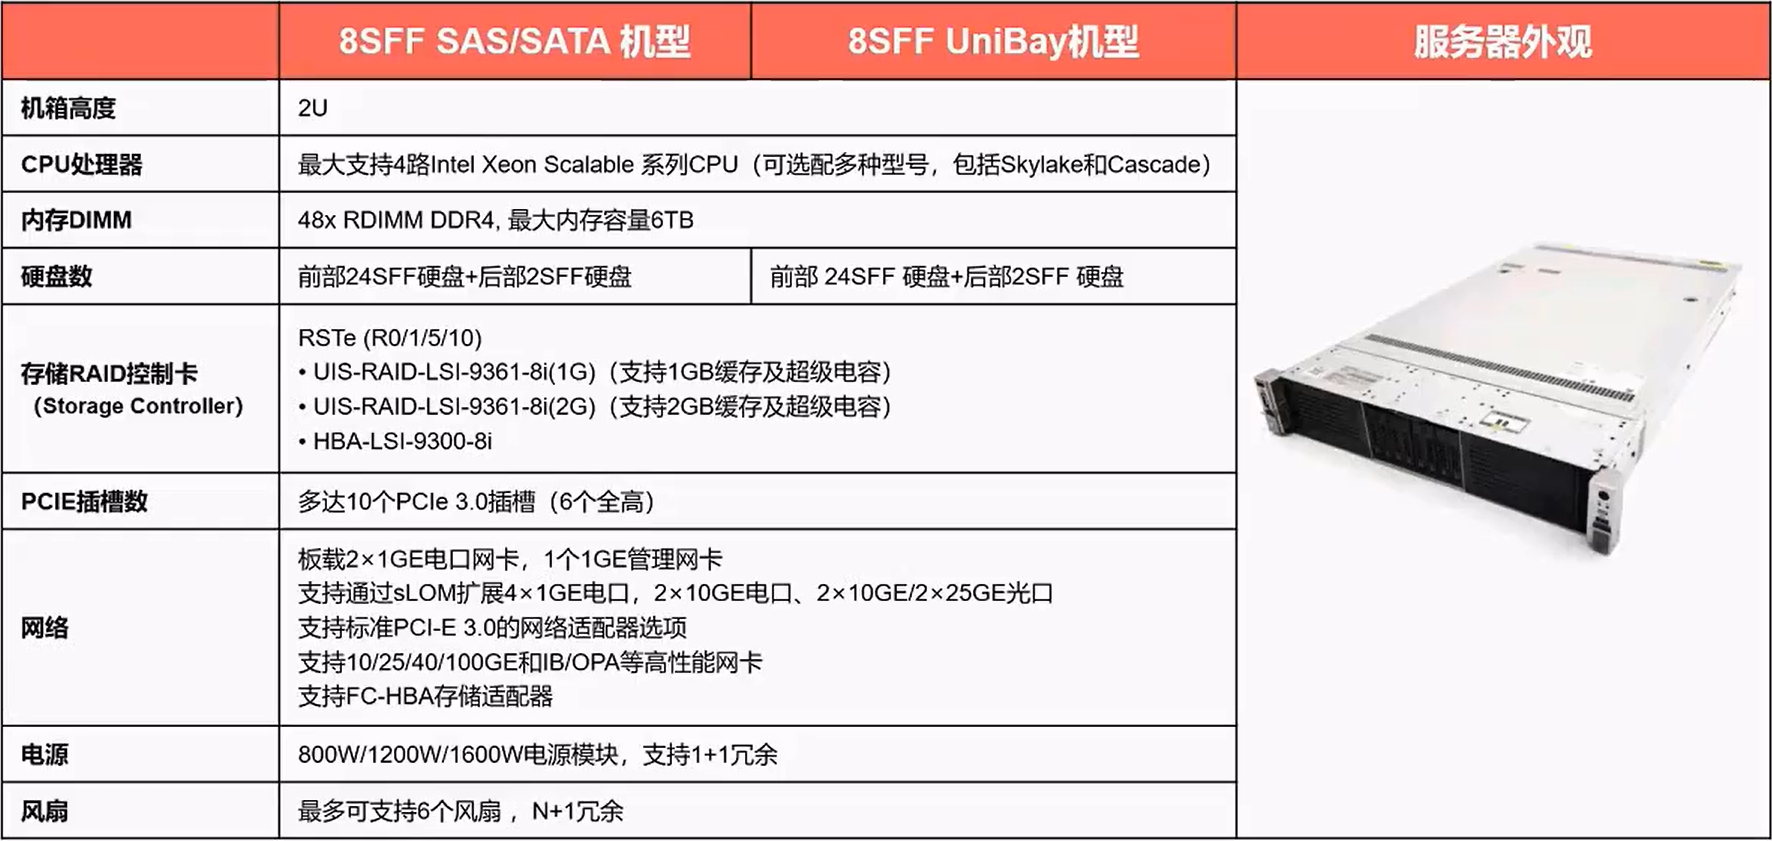 8SFF SAS/SATA 机型
8SFF UniBay机型
服务器外观
机箱高度
2U
CPU处理器
最大支持4路Intel Xeon Scalable 系列CPU（可选配多种型号，包括Skylake和Cascade）
内存DIMM
48x RDIMM DDR4, 最大内存容量6TB
硬盘数
前部24SFF硬盘+后部2SFF硬盘
前部 24SFF 硬盘+后部2SFF 硬盘
存储RAID控制卡
（Storage Controller）
RSTe (R0/1/5/10)
• UIS-RAID-LSI-9361-8i(1G)（支持1GB缓存及超级电容）
• UIS-RAID-LSI-9361-8i(2G)（支持2GB缓存及超级电容）
• HBA-LSI-9300-8i
PCIE插槽数
多达10个PCIe 3.0插槽（6个全高）
网络
板载2×1GE电口网卡，1个1GE管理网卡
支持通过sLOM扩展4×1GE电口，2×10GE电口、2×10GE/2×25GE光口
支持标准PCI-E 3.0的网络适配器选项
支持10/25/40/100GE和IB/OPA等高性能网卡
支持FC-HBA存储适配器
电源
800W/1200W/1600W电源模块，支持1+1冗余
风扇
最多可支持6个风扇 ，N+1冗余